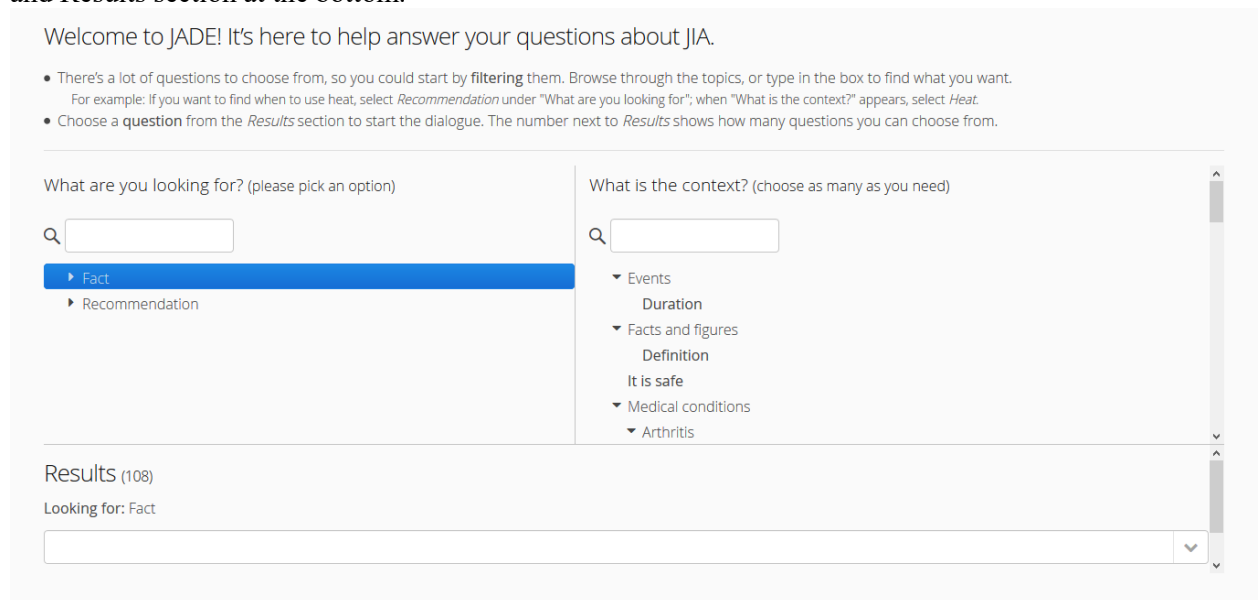 and Results section at the bottom.
Welcome to JADE! It's here to help answer your questions about JIA.
• There's a lot of questions to choose from, so you could start by filtering them. Browse through the topics, or type in the box to find what you want.
For example: If you want to find when to use heat, select Recommendation under "What are you looking for"; when "What is the context?" appears, select Heat.
• Choose a question from the Results section to start the dialogue. The number next to Results shows how many questions you can choose from.
What are you looking for? (please pick an option)
Fact
Recommendation
What is the context? (choose as many as you need)
Events
Duration
Facts and figures
Definition
It is safe
Medical conditions
Arthritis
Results (108)
Looking for: Fact